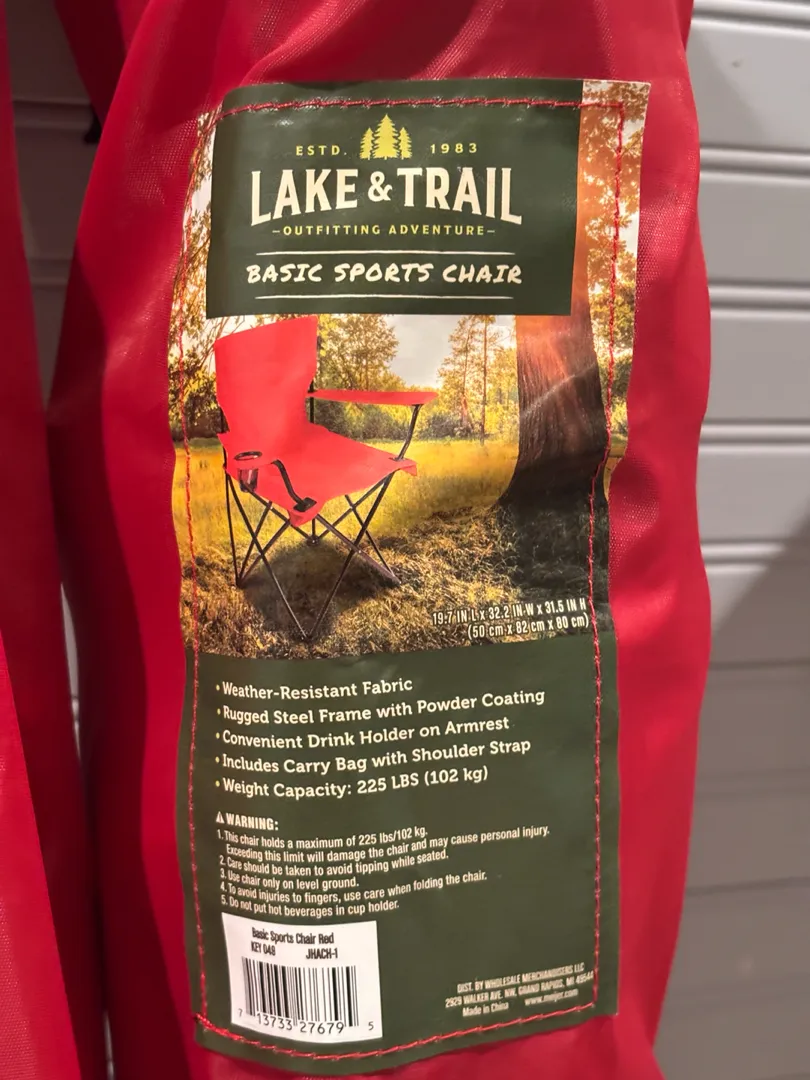 ESTD. 1983
LAKE & TRAIL
–OUTFITTING ADVENTURE–
BASIC SPORTS CHAIR
19.7 IN L x 32.2 IN W x 31.5 IN H
(50 cm x 82 cm x 80 cm)
• Weather-Resistant Fabric
• Rugged Steel Frame with Powder Coating
• Convenient Drink Holder on Armrest
• Includes Carry Bag with Shoulder Strap
• Weight Capacity: 225 LBS (102 kg)
⚠ WARNING:
1. This chair holds a maximum of 225 lbs/102 kg.
Exceeding this limit will damage the chair and may cause personal injury.
2. Care should be taken to avoid tipping while seated.
3. Use chair only on level ground.
4. To avoid injuries to fingers, use care when folding the chair.
5. Do not put hot beverages in cup holder.
Basic Sports Chair Red
KEY 049 JHACH-1
7 13733 27679 5
DIST. BY WHOLESALE MERCHANDISERS LLC
2929 WALKER AVE. NW, GRAND RAPIDS, MI 49544
Made in China www.meijer.com